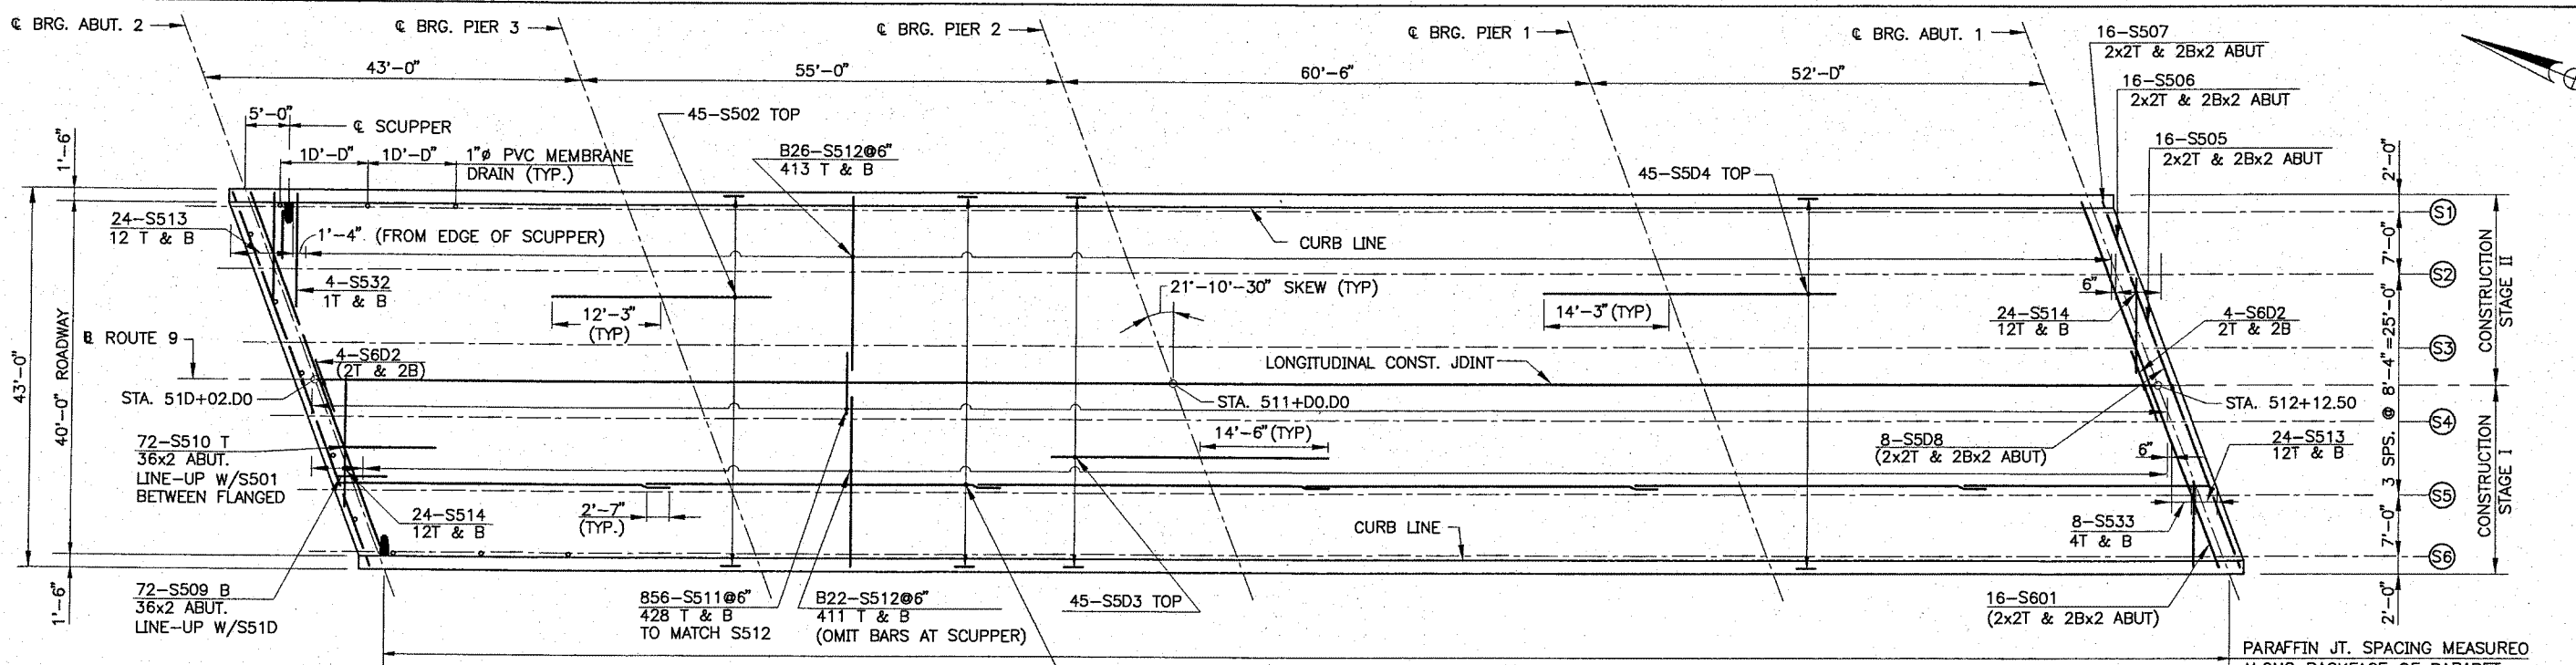 ℄ BRG. ABUT. 2
℄ BRG. PIER 3
℄ BRG. PIER 2
℄ BRG. PIER 1
℄ BRG. ABUT. 1
16-S507
2x2T & 2Bx2 ABUT
43'-0"
55'-0"
60'-6"
52'-D"
16-S506
2x2T & 2Bx2 ABUT
5'-0"
℄ SCUPPER
45-S502 TOP
16-S505
2x2T & 2Bx2 ABUT
1'-6"
1D'-D"
1D'-D"
1"ø PVC MEMBRANE
DRAIN (TYP.)
B26-S512@6"
413 T & B
45-S5D4 TOP
2'-0"
24-S513
12 T & B
1'-4" (FROM EDGE OF SCUPPER)
CURB LINE
S1
7'-0"
S2
4-S532
1T & B
21'-10'-30" SKEW (TYP)
6"
12'-3"
(TYP)
14'-3" (TYP)
24-S514
12T & B
4-S6D2
2T & 2B
CONSTRUCTION
STAGE II
43'-0"
40'-0" ROADWAY
℄ ROUTE 9
4-S6D2
(2T & 2B)
LONGITUDINAL CONST. JDINT
S3
3 SPS. @ 8'-4"=25'-0"
STA. 51D+02.D0
STA. 511+D0.D0
STA. 512+12.50
S4
72-S510 T
36x2 ABUT.
LINE-UP W/S501
BETWEEN FLANGED
14'-6" (TYP)
8-S5D8
(2x2T & 2Bx2 ABUT)
6"
24-S513
12T & B
CONSTRUCTION
STAGE I
S5
24-S514
12T & B
2'-7"
(TYP.)
CURB LINE
8-S533
4T & B
7'-0"
S6
1'-6"
72-S509 B
36x2 ABUT.
LINE-UP W/S51D
856-S511@6"
428 T & B
TO MATCH S512
B22-S512@6"
411 T & B
(OMIT BARS AT SCUPPER)
45-S5D3 TOP
16-S601
(2x2T & 2Bx2 ABUT)
2'-0"
PARAFFIN JT. SPACING MEASUREO